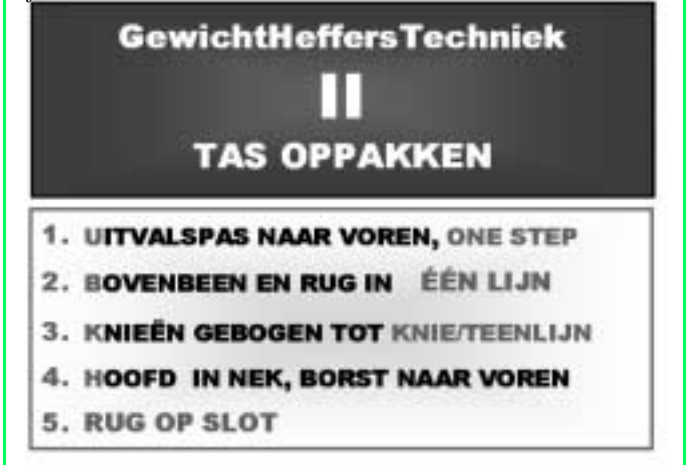 GewichtHeffersTechniek
II
TAS OPPAKKEN
1. UITVALSPAS NAAR VOREN, ONE STEP
2. BOVENBEEN EN RUG IN ÉÉN LIJN
3. KNIEËN GEBOGEN TOT KNIE/TEENLIJN
4. HOOFD IN NEK, BORST NAAR VOREN
5. RUG OP SLOT